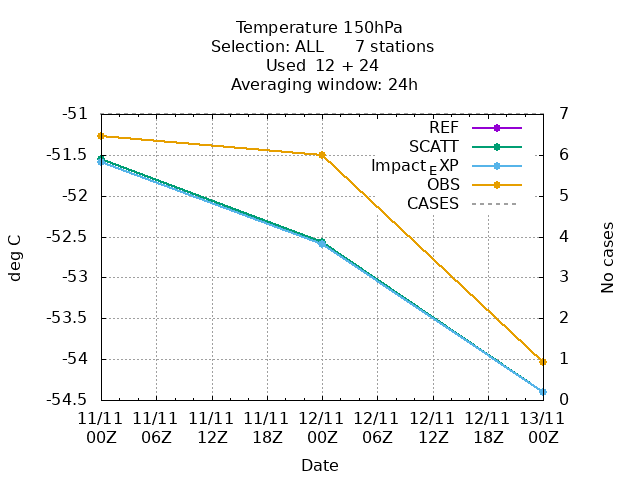 Temperature 150hPa
Selection: ALL 7 stations
Used 12 + 24
Averaging window: 24h
-51
-51.5
-52
-52.5
-53
-53.5
-54
-54.5
deg C
7
6
5
4
3
2
1
0
No cases
REF
SCATT
Impact_EXP
OBS
CASES
11/11 11/11 11/11 11/11 12/11 12/11 12/11 12/11 13/11
00Z 06Z 12Z 18Z 00Z 06Z 12Z 18Z 00Z
Date